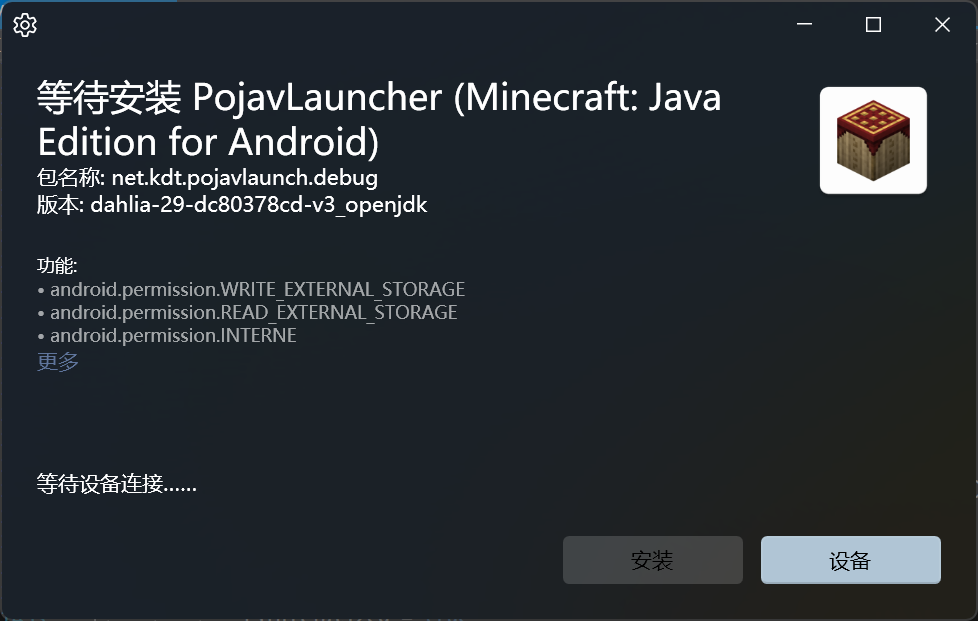 等待安装 PojavLauncher (Minecraft: Java
Edition for Android)
包名称: net.kdt.pojavlaunch.debug
版本: dahlia-29-dc80378cd-v3_openjdk
功能:
• android.permission.WRITE_EXTERNAL_STORAGE
• android.permission.READ_EXTERNAL_STORAGE
• android.permission.INTERNE
更多
等待设备连接......
安装
设备